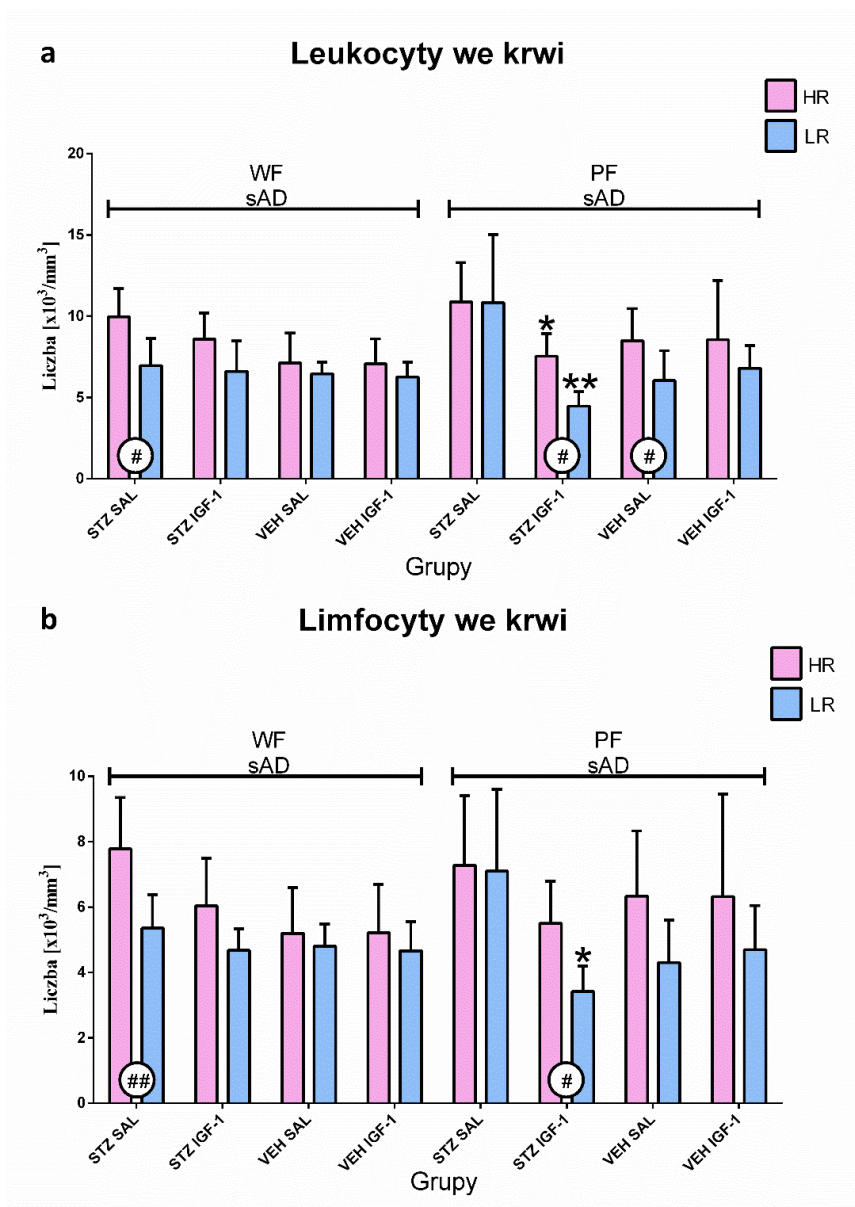 a
Leukocyty we krwi
HR
LR
WF
sAD
PF
sAD
20
15
10
5
0
Liczba [x10³/mm³]
*
**
#
#
#
STZ SAL
STZ IGF-1
VEH SAL
VEH IGF-1
STZ SAL
STZ IGF-1
VEH SAL
VEH IGF-1
Grupy
b
Limfocyty we krwi
HR
LR
WF
sAD
PF
sAD
10
8
6
4
2
0
Liczba [x10³/mm³]
*
##
#
STZ SAL
STZ IGF-1
VEH SAL
VEH IGF-1
STZ SAL
STZ IGF-1
VEH SAL
VEH IGF-1
Grupy